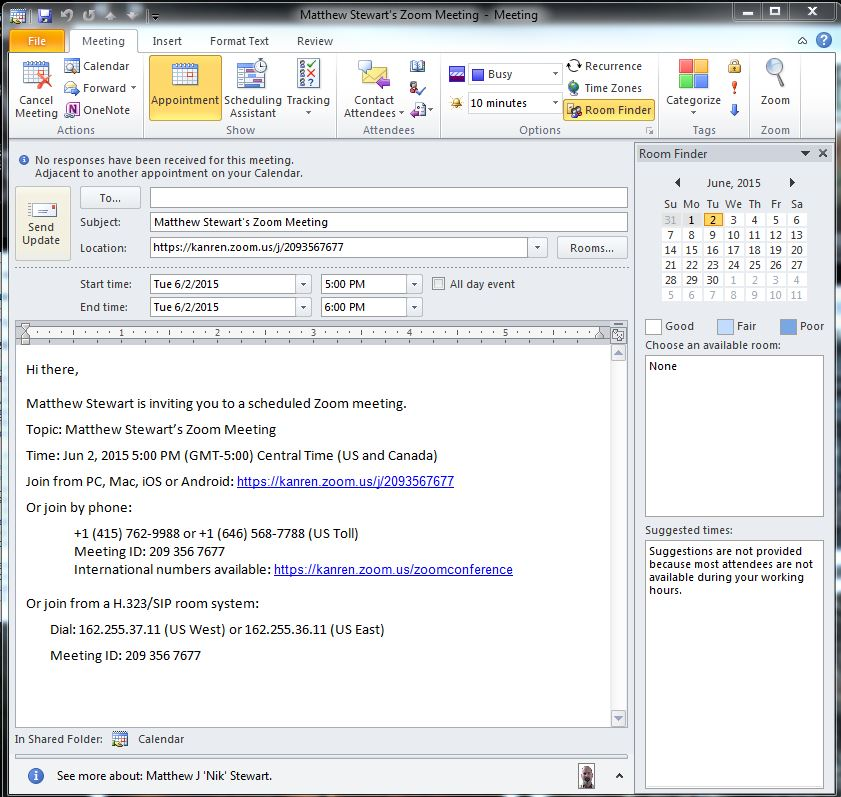 Matthew Stewart's Zoom Meeting - Meeting
File Meeting Insert Format Text Review
Cancel Meeting
Calendar
Forward
OneNote
Actions
Appointment
Scheduling Assistant
Tracking
Show
Contact Attendees
Attendees
Busy
10 minutes
Recurrence
Time Zones
Room Finder
Options
Categorize
Tags
Zoom
Zoom
No responses have been received for this meeting.
Adjacent to another appointment on your Calendar.
Send Update
To...
Subject: Matthew Stewart's Zoom Meeting
Location: https://kanren.zoom.us/j/2093567677 Rooms...
Start time: Tue 6/2/2015 5:00 PM All day event
End time: Tue 6/2/2015 6:00 PM
1 2 3 4 5
Hi there,
Matthew Stewart is inviting you to a scheduled Zoom meeting.
Topic: Matthew Stewart’s Zoom Meeting
Time: Jun 2, 2015 5:00 PM (GMT-5:00) Central Time (US and Canada)
Join from PC, Mac, iOS or Android: https://kanren.zoom.us/j/2093567677
Or join by phone:
+1 (415) 762-9988 or +1 (646) 568-7788 (US Toll)
Meeting ID: 209 356 7677
International numbers available: https://kanren.zoom.us/zoomconference
Or join from a H.323/SIP room system:
Dial: 162.255.37.11 (US West) or 162.255.36.11 (US East)
Meeting ID: 209 356 7677
In Shared Folder: Calendar
See more about: Matthew J 'Nik' Stewart.
Room Finder
June, 2015
Su Mo Tu We Th Fr Sa
31 1 2 3 4 5 6
7 8 9 10 11 12 13
14 15 16 17 18 19 20
21 22 23 24 25 26 27
28 29 30 1 2 3 4
5 6 7 8 9 10 11
Good Fair Poor
Choose an available room:
None
Suggested times:
Suggestions are not provided
because most attendees are not
available during your working
hours.